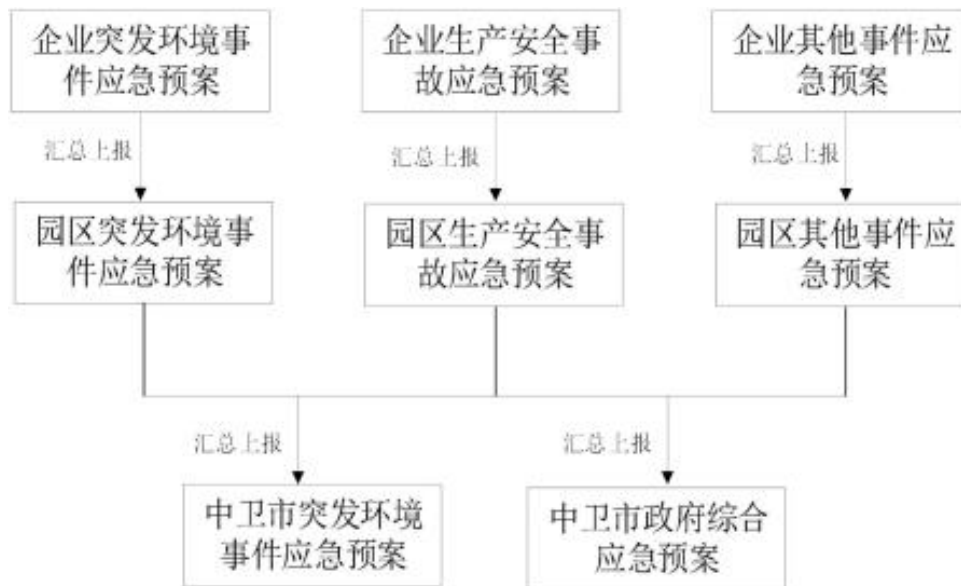 企业突发环境事
件应急预案
企业生产安全事
故应急预案
企业其他事件应
急预案
汇总上报
汇总上报
汇总上报
园区突发环境事
件应急预案
园区生产安全事
故应急预案
园区其他事件应
急预案
汇总上报
汇总上报
中卫市突发环境
事件应急预案
中卫市政府综合
应急预案